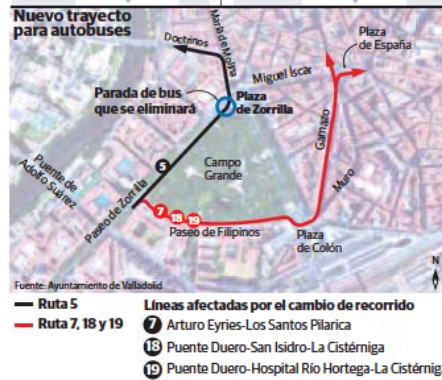 Nuevo trayecto
para autobuses
Doctrinos
María de Molina
Plaza
de España
Miguel Íscar
Parada de bus
que se eliminará
Plaza
de Zorrilla
Gamazo
5
Campo
Grande
Muro
Puente de
Adolfo Suárez
Paseo de Zorrilla
7
18
19
Paseo de Filipinos
Plaza
de Colón
N
Fuente: Ayuntamiento de Valladolid
Ruta 5
Ruta 7, 18 y 19
Líneas afectadas por el cambio de recorrido
7 Arturo Eyries-Los Santos Pilarica
18 Puente Duero-San Isidro-La Cistérniga
19 Puente Duero-Hospital Río Hortega-La Cistérnig